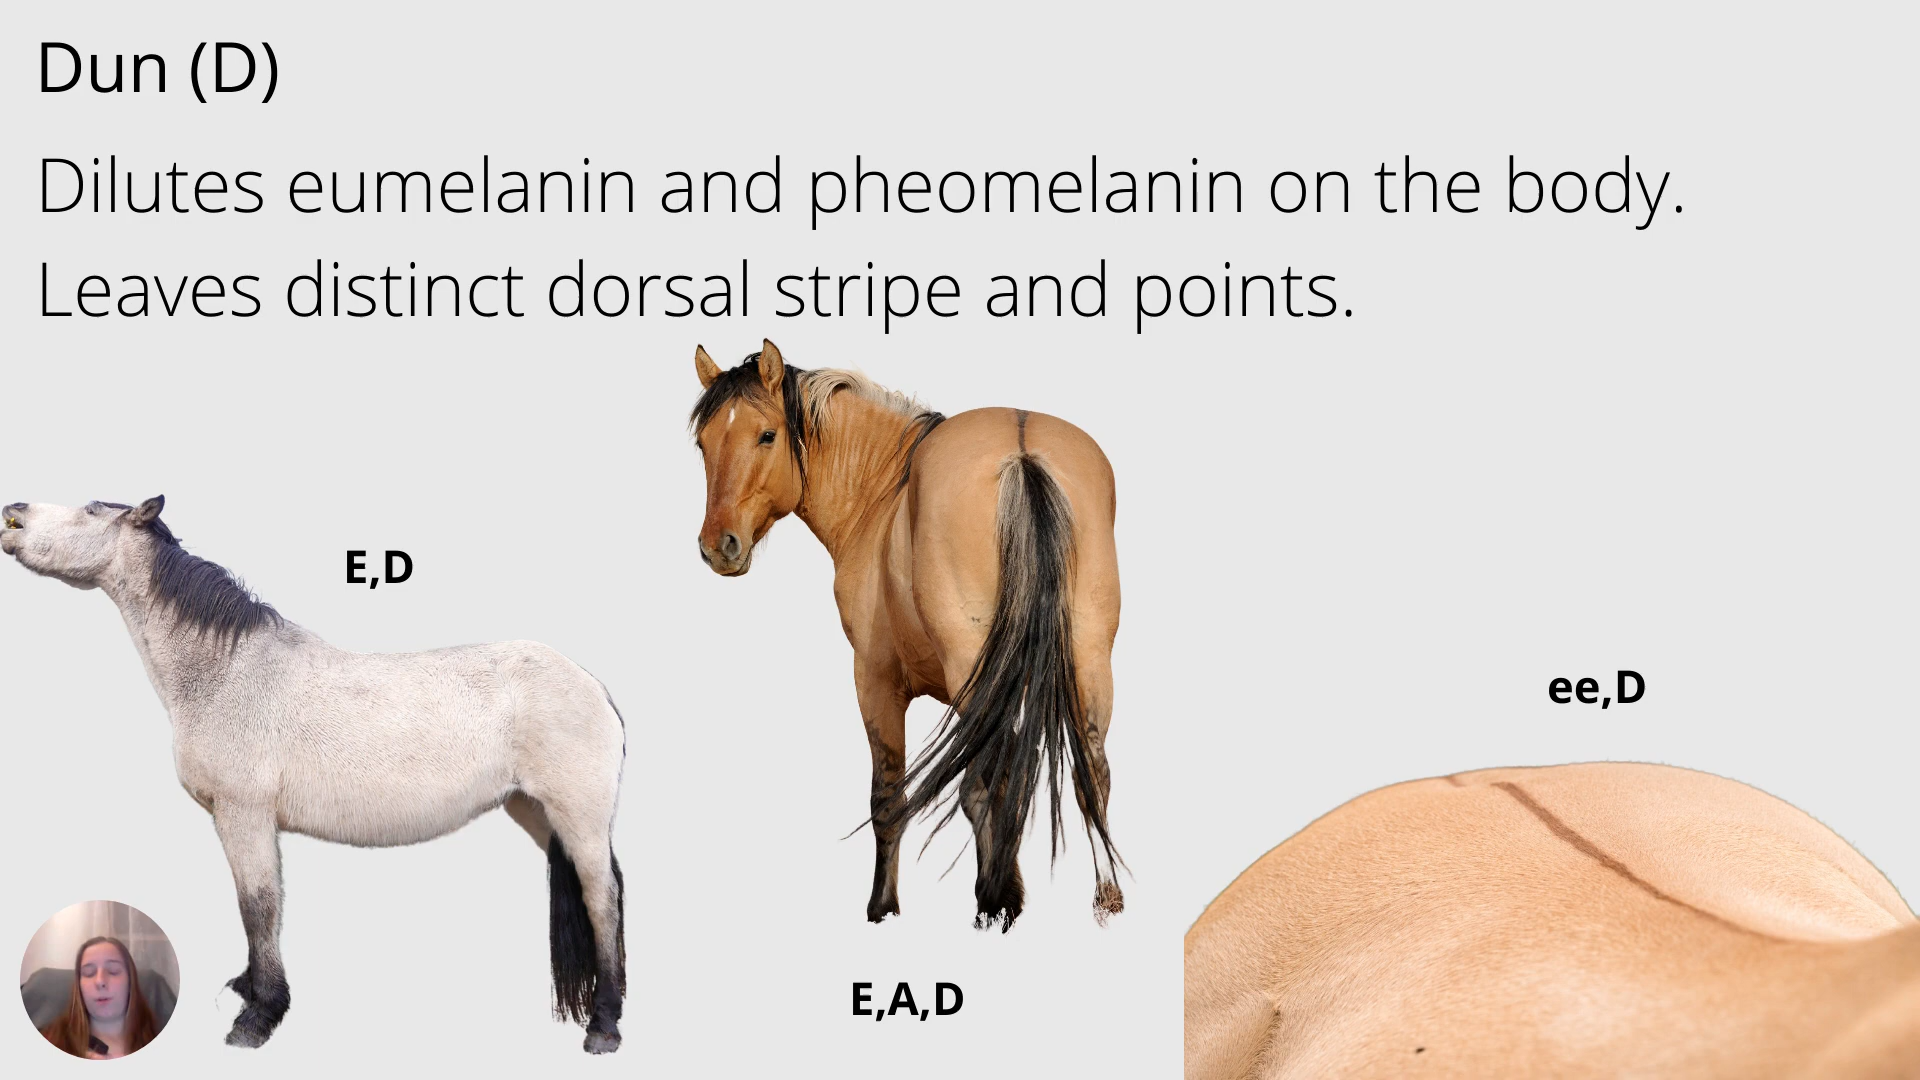 Dun (D)
Dilutes eumelanin and pheomelanin on the body.
Leaves distinct dorsal stripe and points.
E,D
ee,D
E,A,D